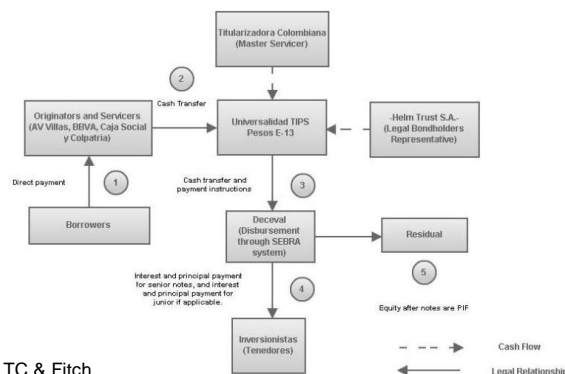 Titularizadora Colombiana
(Master Servicer)
2
Cash Transfer
Originators and Servicers
(AV Villas, BBVA, Caja Social
y Colpatria)
Universalidad TIPS
Pesos E-13
-Helm Trust S.A.-
(Legal Bondholders
Representative)
Direct payment
1
Cash transfer and
payment instructions
3
Borrowers
Deceval
(Disbursement
through SEBRA
system)
Residual
Interest and principal payment
for senior notes, and interest
and principal payment for
junior if applicable.
4
5
Equity after notes are PIF
Inversionistas
(Tenedores)
Cash Flow
Legal Relationship
TC & Fitch